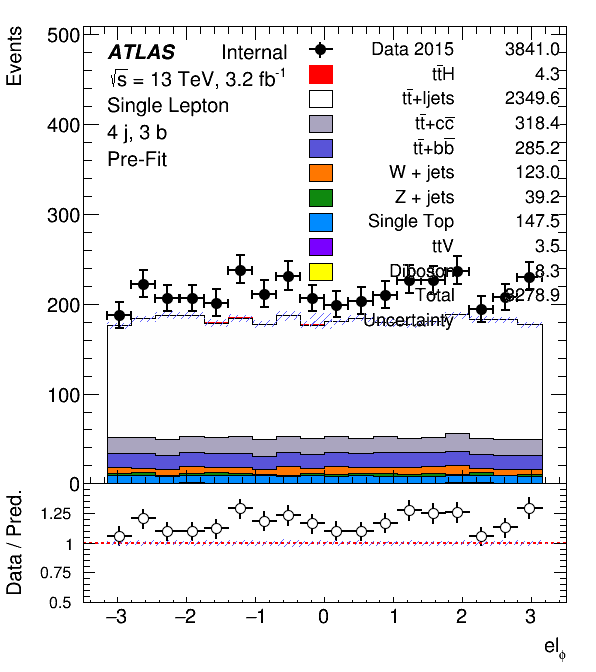 Events
500
400
300
200
100
0
ATLAS Internal
√s = 13 TeV, 3.2 fb⁻¹
Single Lepton
4 j, 3 b
Pre-Fit
Data 2015 3841.0
tt̄H 4.3
tt̄+ljets 2349.6
tt̄+cc̄ 318.4
tt̄+bb̄ 285.2
W + jets 123.0
Z + jets 39.2
Single Top 147.5
ttV 3.5
Diboson 8.3
Total 3278.9
Uncertainty
Data / Pred.
1.25
1
0.75
0.5
−3 −2 −1 0 1 2 3
el_ϕ